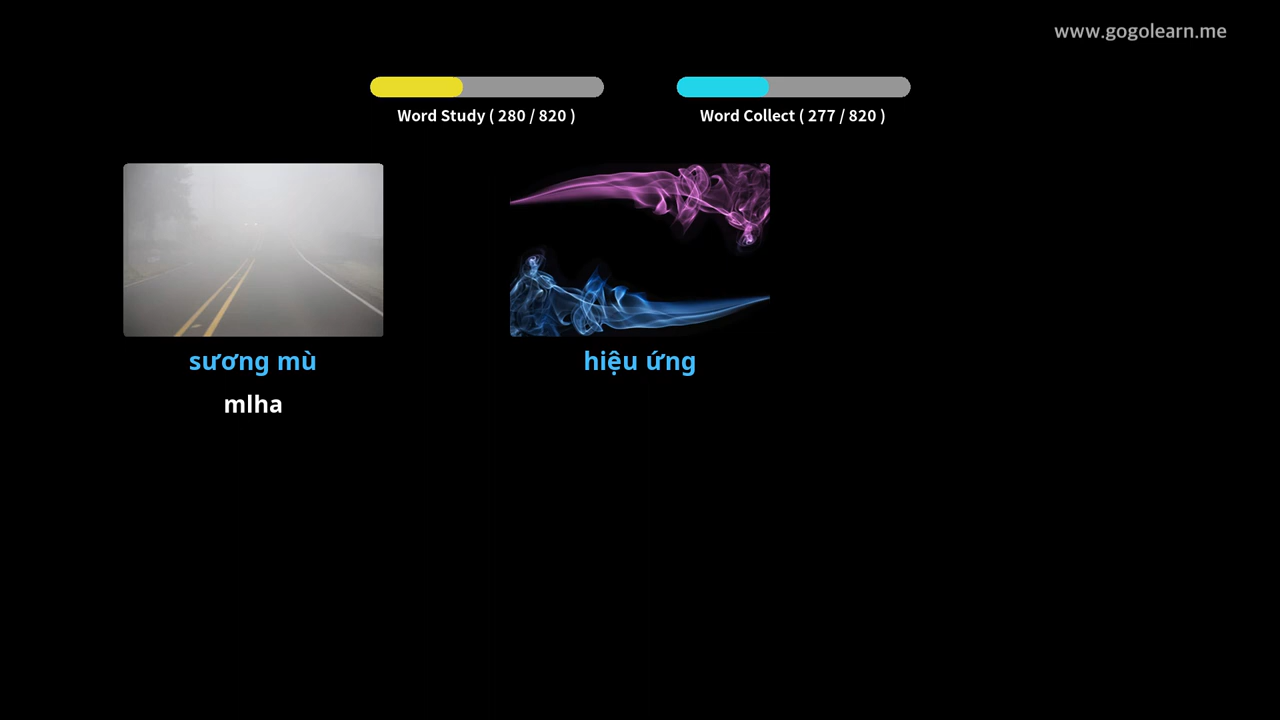 www.gogolearn.me
Word Study ( 280 / 820 )
Word Collect ( 277 / 820 )
sương mù
mlha
hiệu ứng